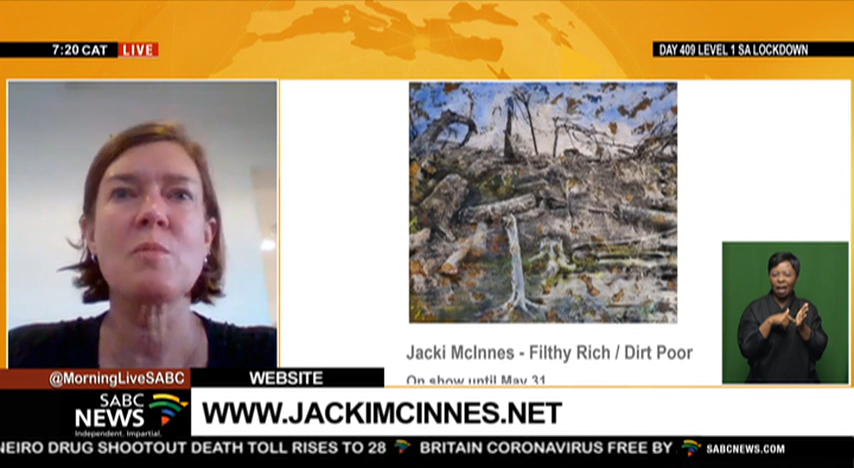 7:20 CAT LIVE
DAY 409 LEVEL 1 SA LOCKDOWN
Jacki McInnes - Filthy Rich / Dirt Poor
On show until May 31
@MorningLiveSABC
WEBSITE
SABC
NEWS
Independent. Impartial.
WWW.JACKIMCINNES.NET
NEIRO DRUG SHOOTOUT DEATH TOLL RISES TO 28 BRITAIN CORONAVIRUS FREE BY SABCNEWS.COM